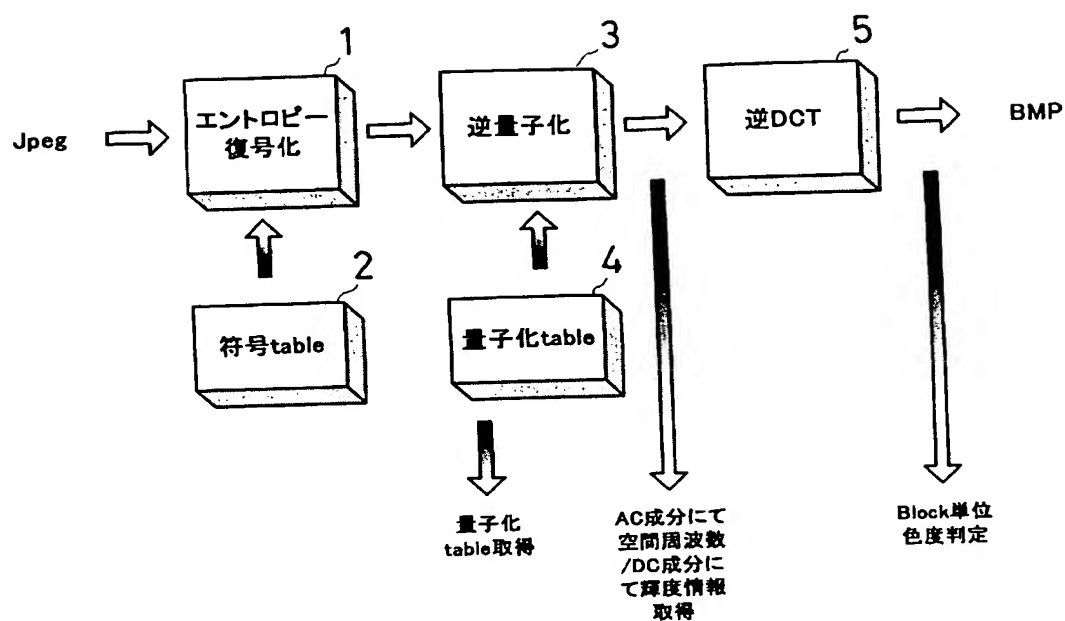 1
3
5
Jpeg
エントロピー
復号化
逆量子化
逆DCT
BMP
2
4
符号table
量子化table
量子化
table取得
AC成分にて
空間周波数
/DC成分に
て輝度情報
取得
Block単位
色度判定